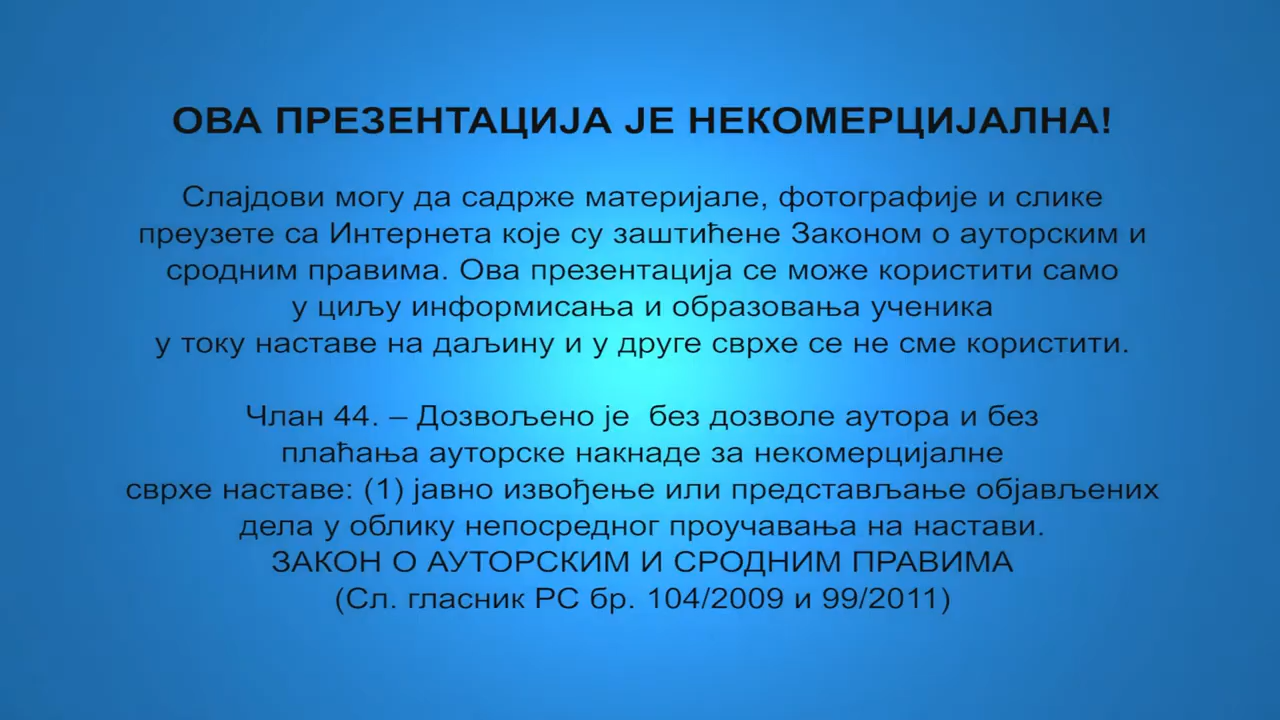 ОВА ПРЕЗЕНТАЦИЈА ЈЕ НЕКОМЕРЦИЈАЛНА!
Слајдови могу да садрже материјале, фотографије и слике
преузете са Интернета које су заштићене Законом о ауторским и
сродним правима. Ова презентација се може користити само
у циљу информисања и образовања ученика
у току наставе на даљину и у друге сврхе се не сме користити.
Члан 44. – Дозвољено је  без дозволе аутора и без
плаћања ауторске накнаде за некомерцијалне
сврхе наставе: (1) јавно извођење или представљање објављених
дела у облику непосредног проучавања на настави.
ЗАКОН О АУТОРСКИМ И СРОДНИМ ПРАВИМА
(Сл. гласник РС бр. 104/2009 и 99/2011)